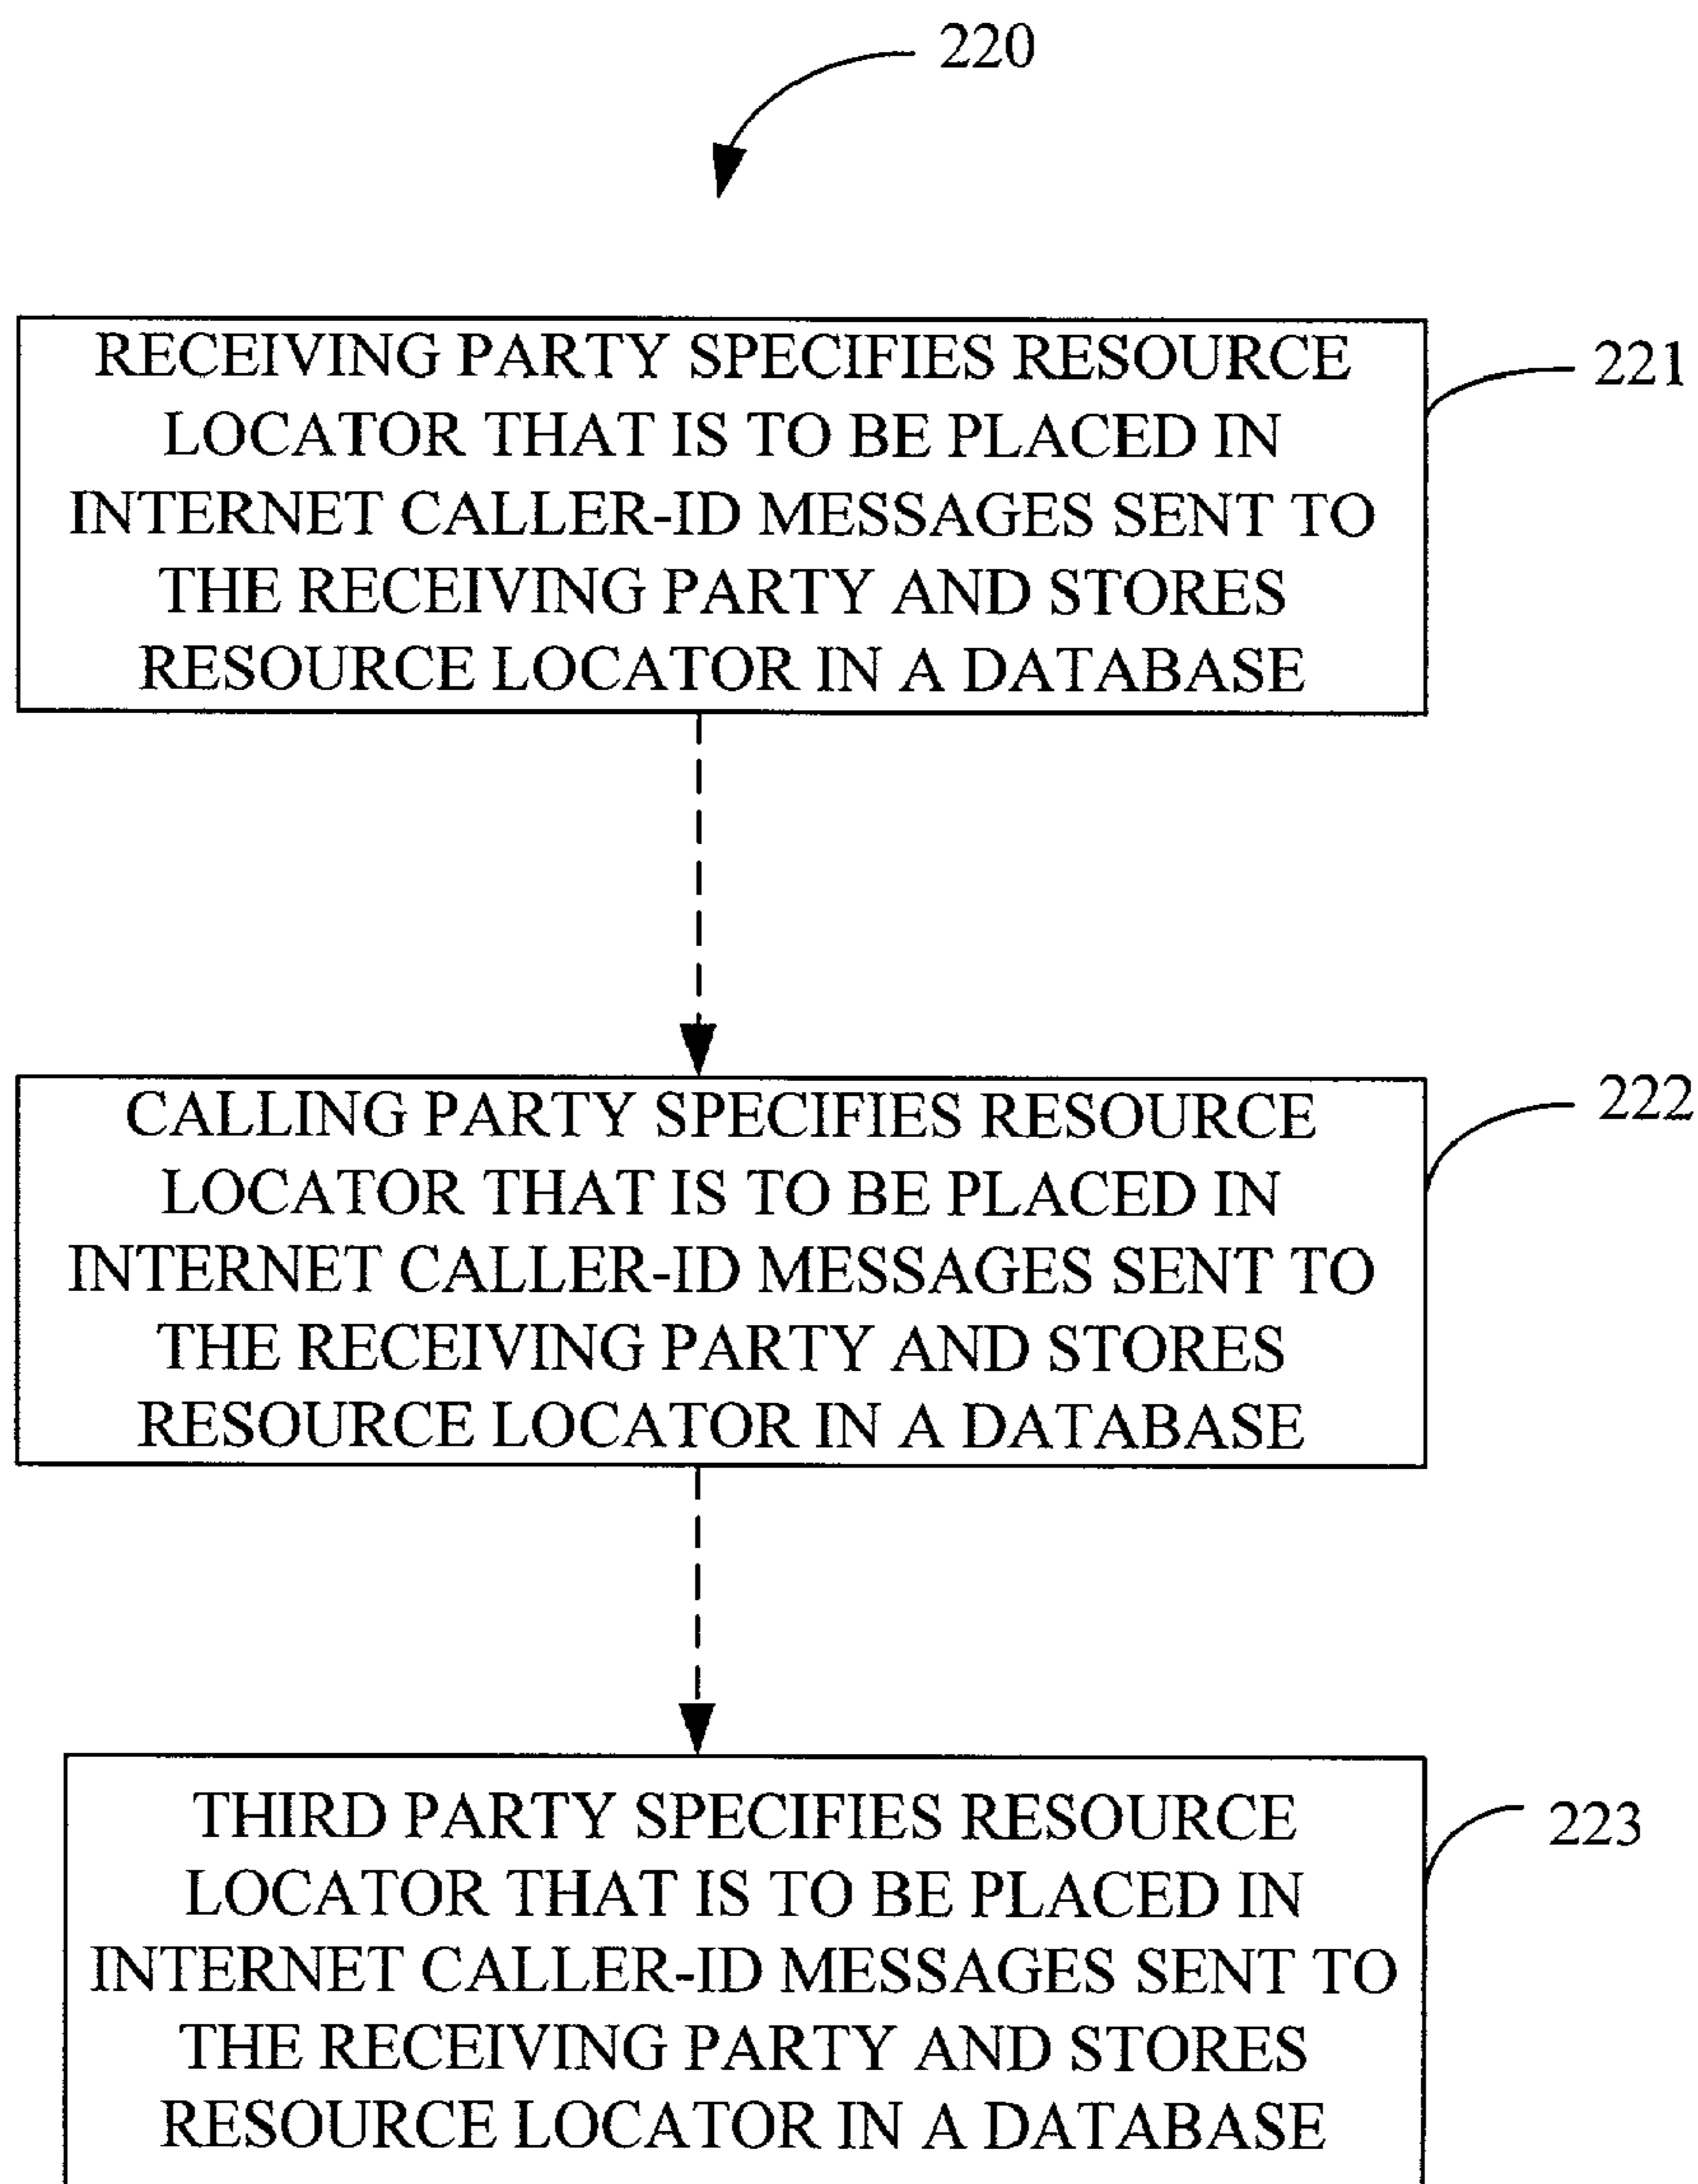 220
RECEIVING PARTY SPECIFIES RESOURCE
LOCATOR THAT IS TO BE PLACED IN
INTERNET CALLER-ID MESSAGES SENT TO
THE RECEIVING PARTY AND STORES
RESOURCE LOCATOR IN A DATABASE
221
CALLING PARTY SPECIFIES RESOURCE
LOCATOR THAT IS TO BE PLACED IN
INTERNET CALLER-ID MESSAGES SENT TO
THE RECEIVING PARTY AND STORES
RESOURCE LOCATOR IN A DATABASE
222
THIRD PARTY SPECIFIES RESOURCE
LOCATOR THAT IS TO BE PLACED IN
INTERNET CALLER-ID MESSAGES SENT TO
THE RECEIVING PARTY AND STORES
RESOURCE LOCATOR IN A DATABASE
223